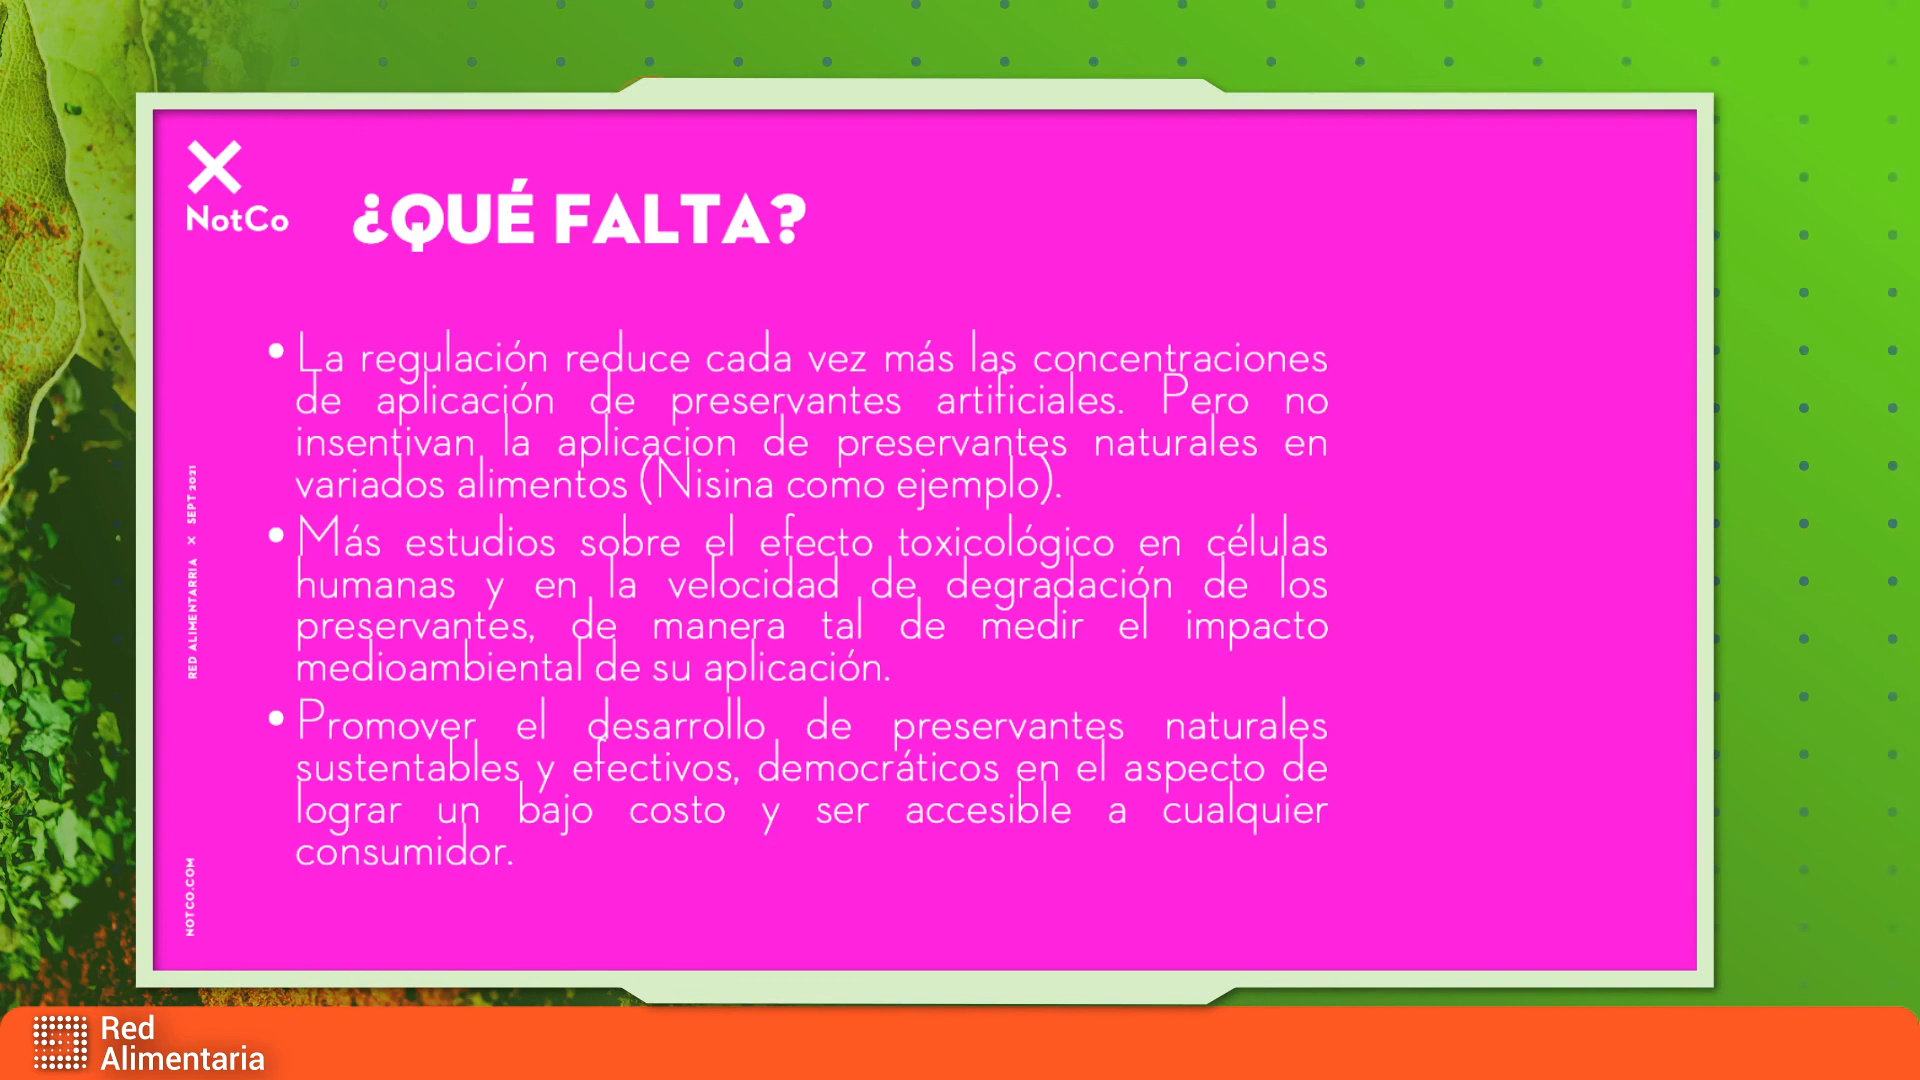 NotCo
¿QUÉ FALTA?
• La regulación reduce cada vez más las concentraciones
de aplicación de preservantes artificiales. Pero no
insentivan la aplicacion de preservantes naturales en
variados alimentos (Nisina como ejemplo).
• Más estudios sobre el efecto toxicológico en células
humanas y en la velocidad de degradación de los
preservantes, de manera tal de medir el impacto
medioambiental de su aplicación.
• Promover el desarrollo de preservantes naturales
sustentables y efectivos, democráticos en el aspecto de
lograr un bajo costo y ser accesible a cualquier
consumidor.
RED ALIMENTARRIA × SEPT 2021
NOTCO.COM
Red
Alimentaria